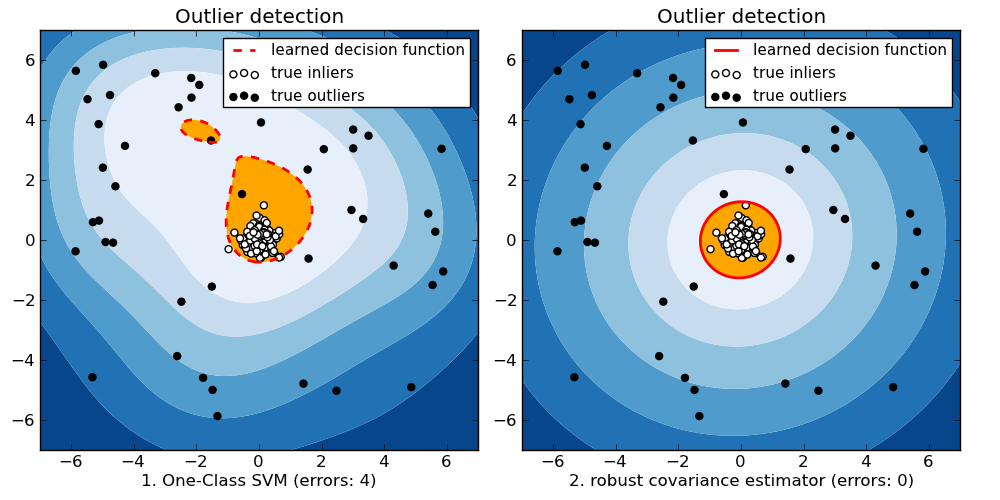 Outlier detection
learned decision function
true inliers
true outliers
6
4
2
0
−2
−4
−6
−6 −4 −2 0 2 4 6
1. One-Class SVM (errors: 4)
Outlier detection
learned decision function
true inliers
true outliers
6
4
2
0
−2
−4
−6
−6 −4 −2 0 2 4 6
2. robust covariance estimator (errors: 0)